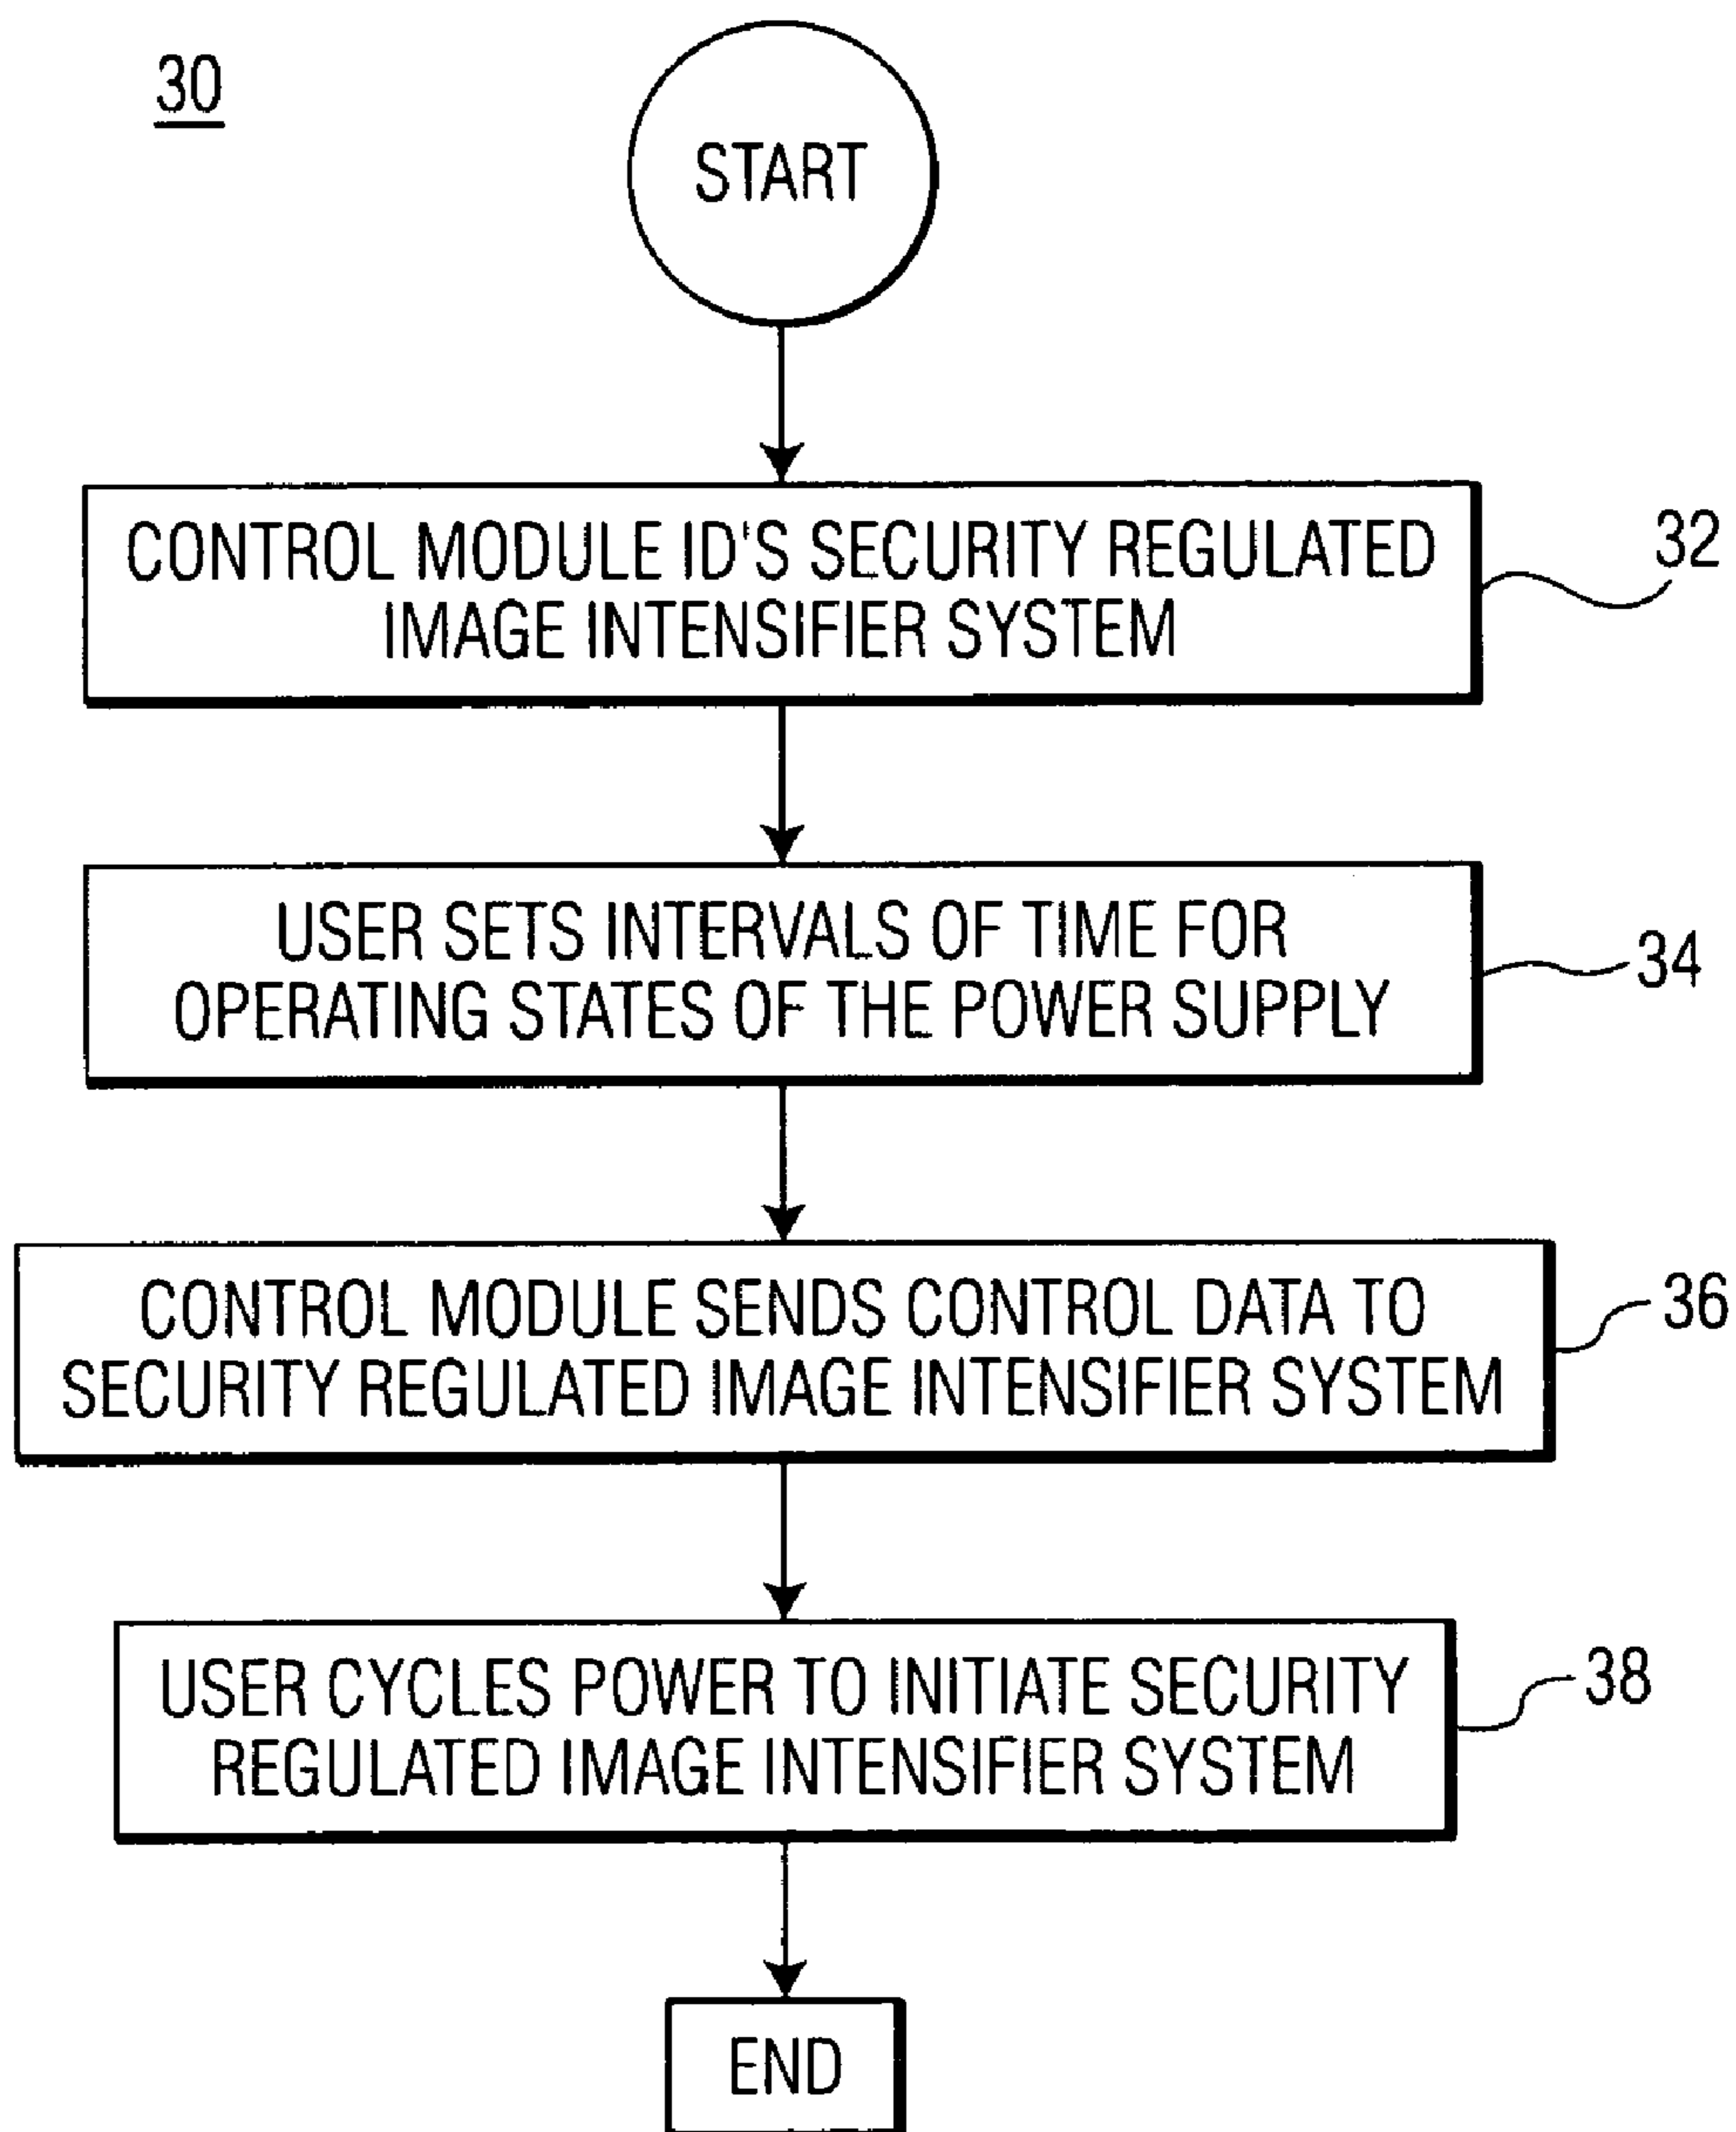 30
START
CONTROL MODULE ID'S SECURITY REGULATED
IMAGE INTENSIFIER SYSTEM
32
USER SETS INTERVALS OF TIME FOR
OPERATING STATES OF THE POWER SUPPLY
34
CONTROL MODULE SENDS CONTROL DATA TO
SECURITY REGULATED IMAGE INTENSIFIER SYSTEM
36
USER CYCLES POWER TO INITIATE SECURITY
REGULATED IMAGE INTENSIFIER SYSTEM
38
END